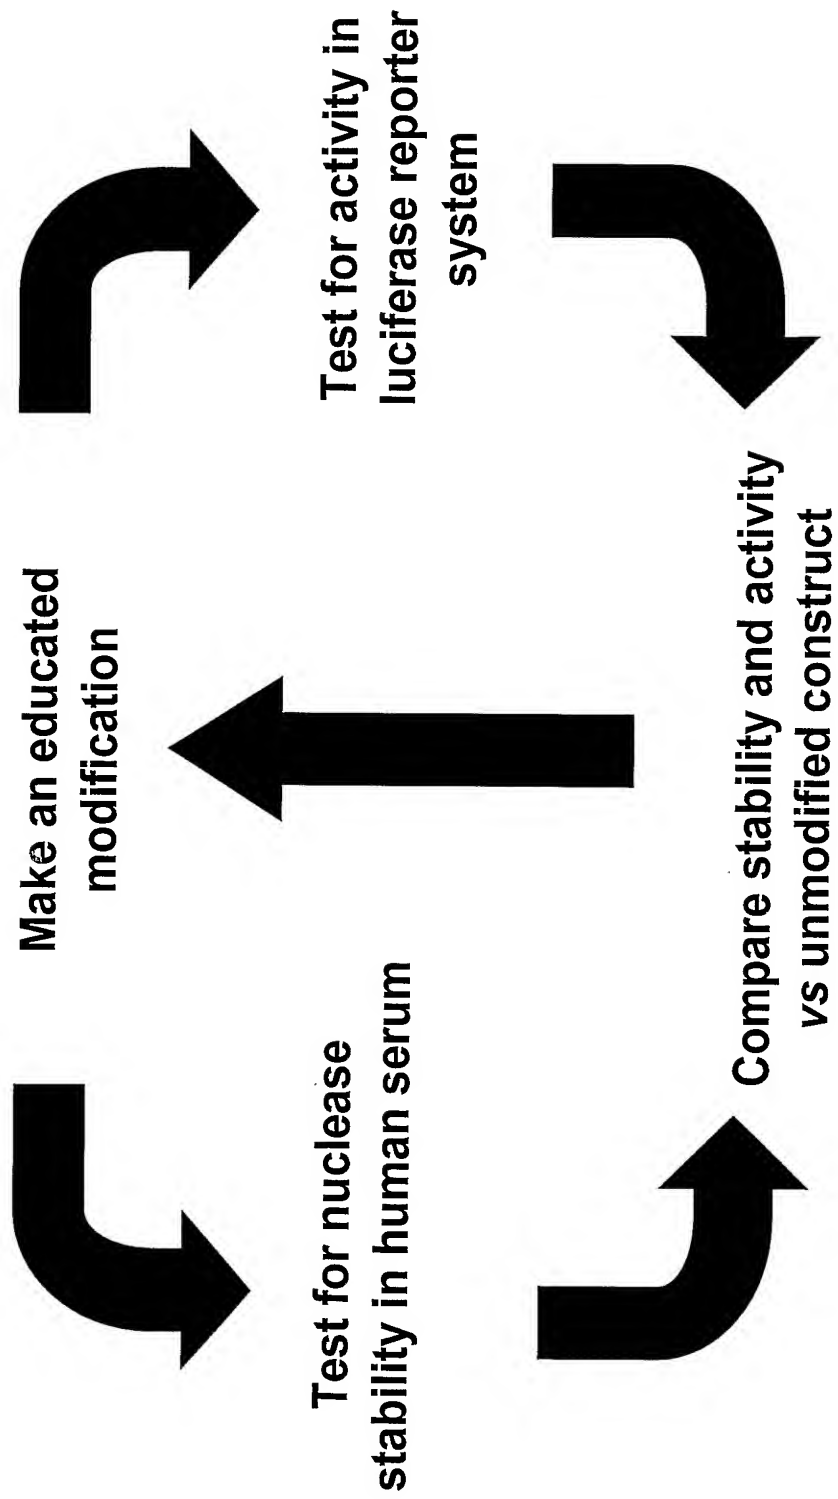 Make an educated
modification
Test for nuclease
stability in human serum
Test for activity in
luciferase reporter
system
Compare stability and activity
vs unmodified construct